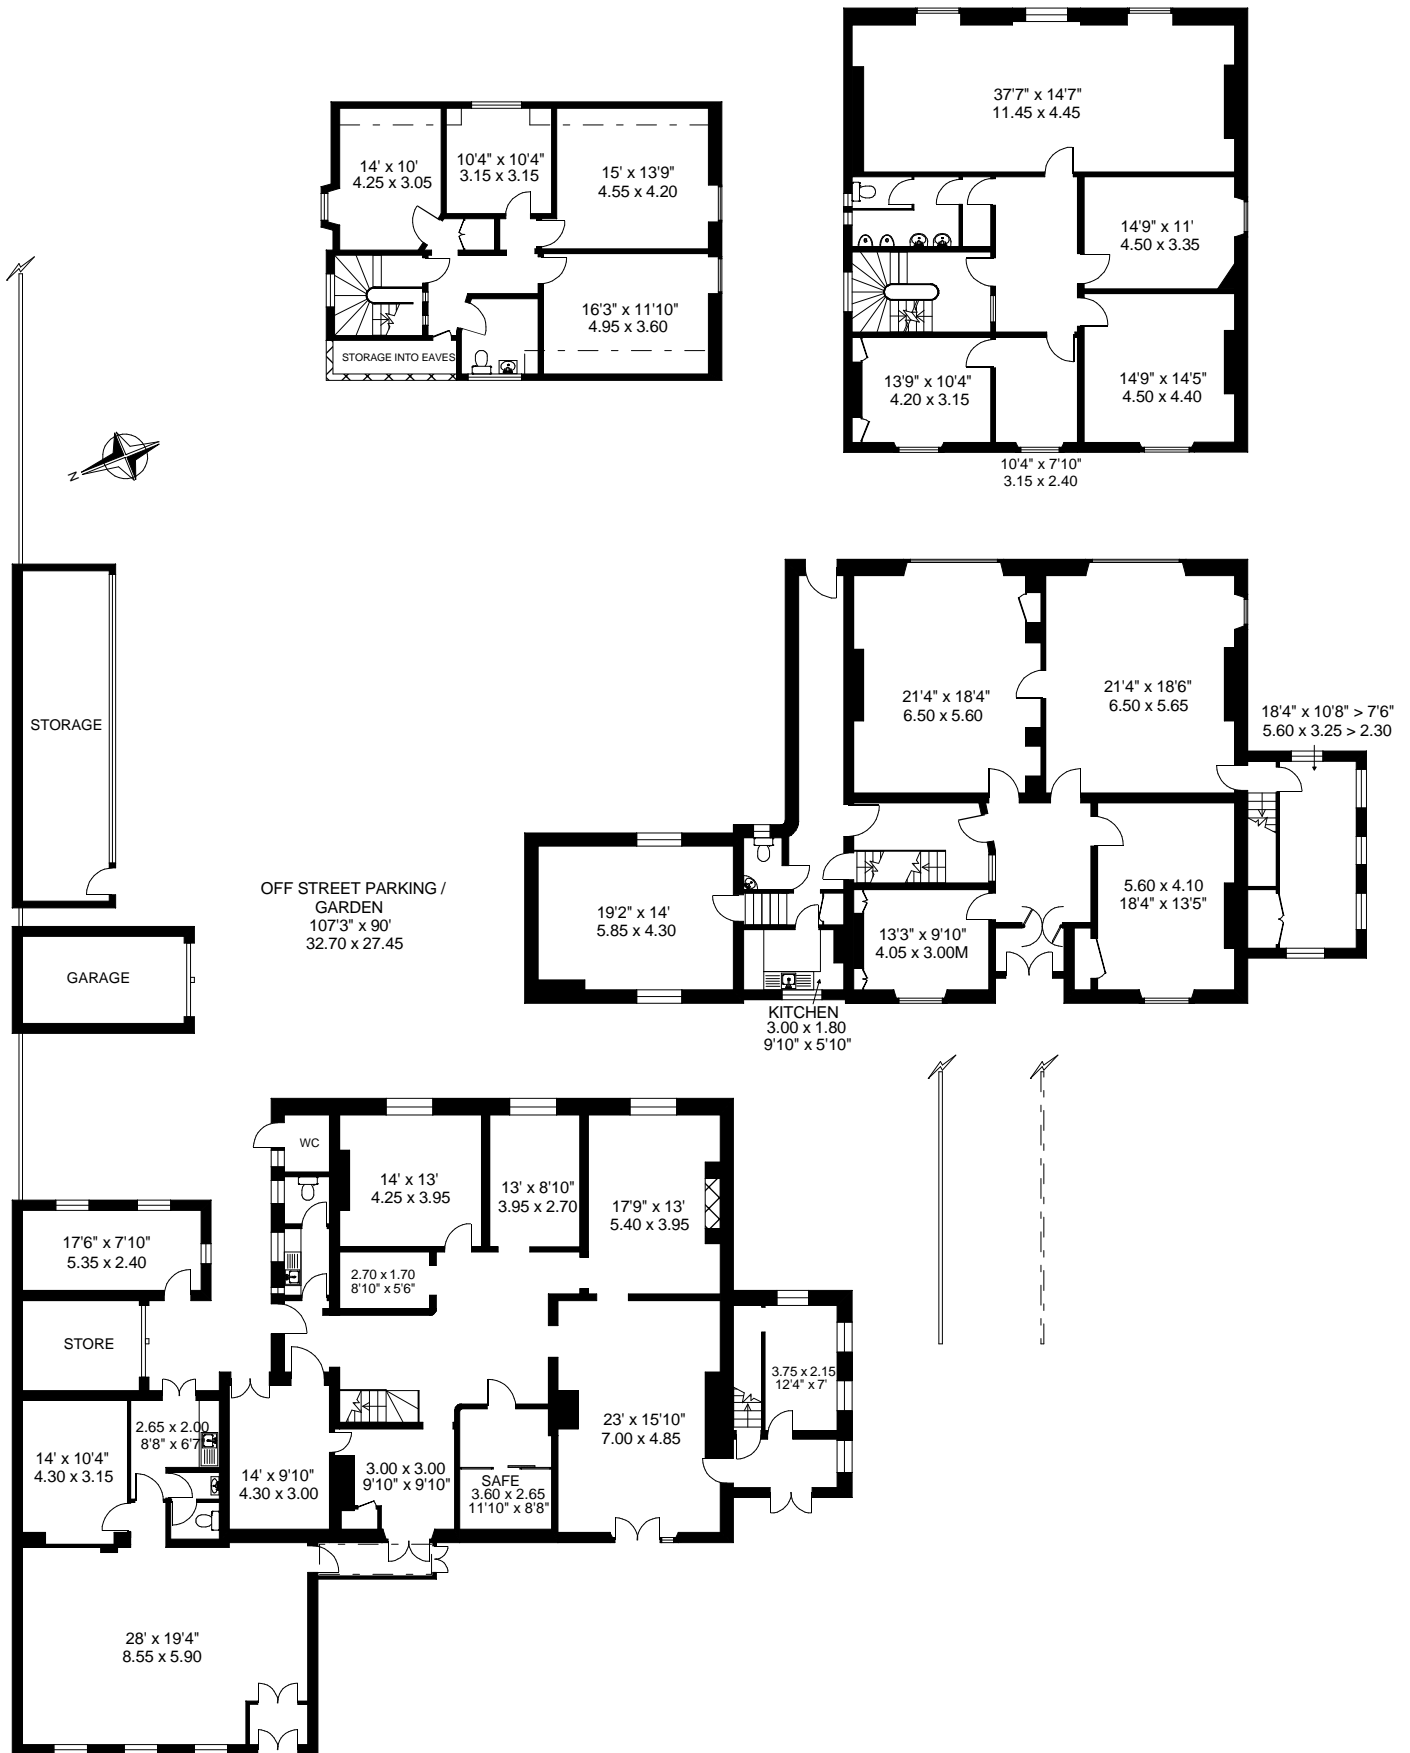 37'7" x 14'7"
11.45 x 4.45
14' x 10'
4.25 x 3.05
10'4" x 10'4"
3.15 x 3.15
15' x 13'9"
4.55 x 4.20
14'9" x 11'
4.50 x 3.35
16'3" x 11'10"
4.95 x 3.60
STORAGE INTO EAVES
13'9" x 10'4"
4.20 x 3.15
14'9" x 14'5"
4.50 x 4.40
10'4" x 7'10"
3.15 x 2.40
N
STORAGE
21'4" x 18'4"
6.50 x 5.60
21'4" x 18'6"
6.50 x 5.65
18'4" x 10'8" > 7'6"
5.60 x 3.25 > 2.30
OFF STREET PARKING /
GARDEN
107'3" x 90'
32.70 x 27.45
19'2" x 14'
5.85 x 4.30
5.60 x 4.10
18'4" x 13'5"
13'3" x 9'10"
4.05 x 3.00M
GARAGE
KITCHEN
3.00 x 1.80
9'10" x 5'10"
WC
14' x 13'
4.25 x 3.95
13' x 8'10"
3.95 x 2.70
17'9" x 13'
5.40 x 3.95
17'6" x 7'10"
5.35 x 2.40
2.70 x 1.70
8'10" x 5'6"
STORE
3.75 x 2.15
12'4" x 7'
2.65 x 2.00
8'8" x 6'7
23' x 15'10"
7.00 x 4.85
14' x 10'4"
4.30 x 3.15
14' x 9'10"
4.30 x 3.00
3.00 x 3.00
9'10" x 9'10"
SAFE
3.60 x 2.65
11'10" x 8'8"
28' x 19'4"
8.55 x 5.90